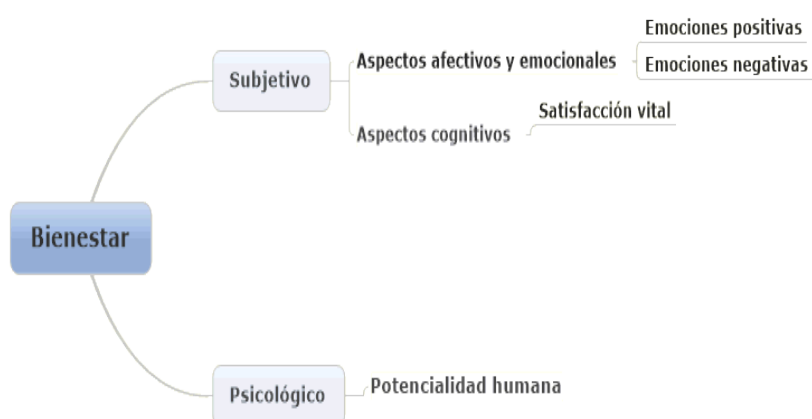 Emociones positivas
Aspectos afectivos y emocionales
Emociones negativas
Subjetivo
Satisfacción vital
Aspectos cognitivos
Bienestar
Psicológico
Potencialidad humana